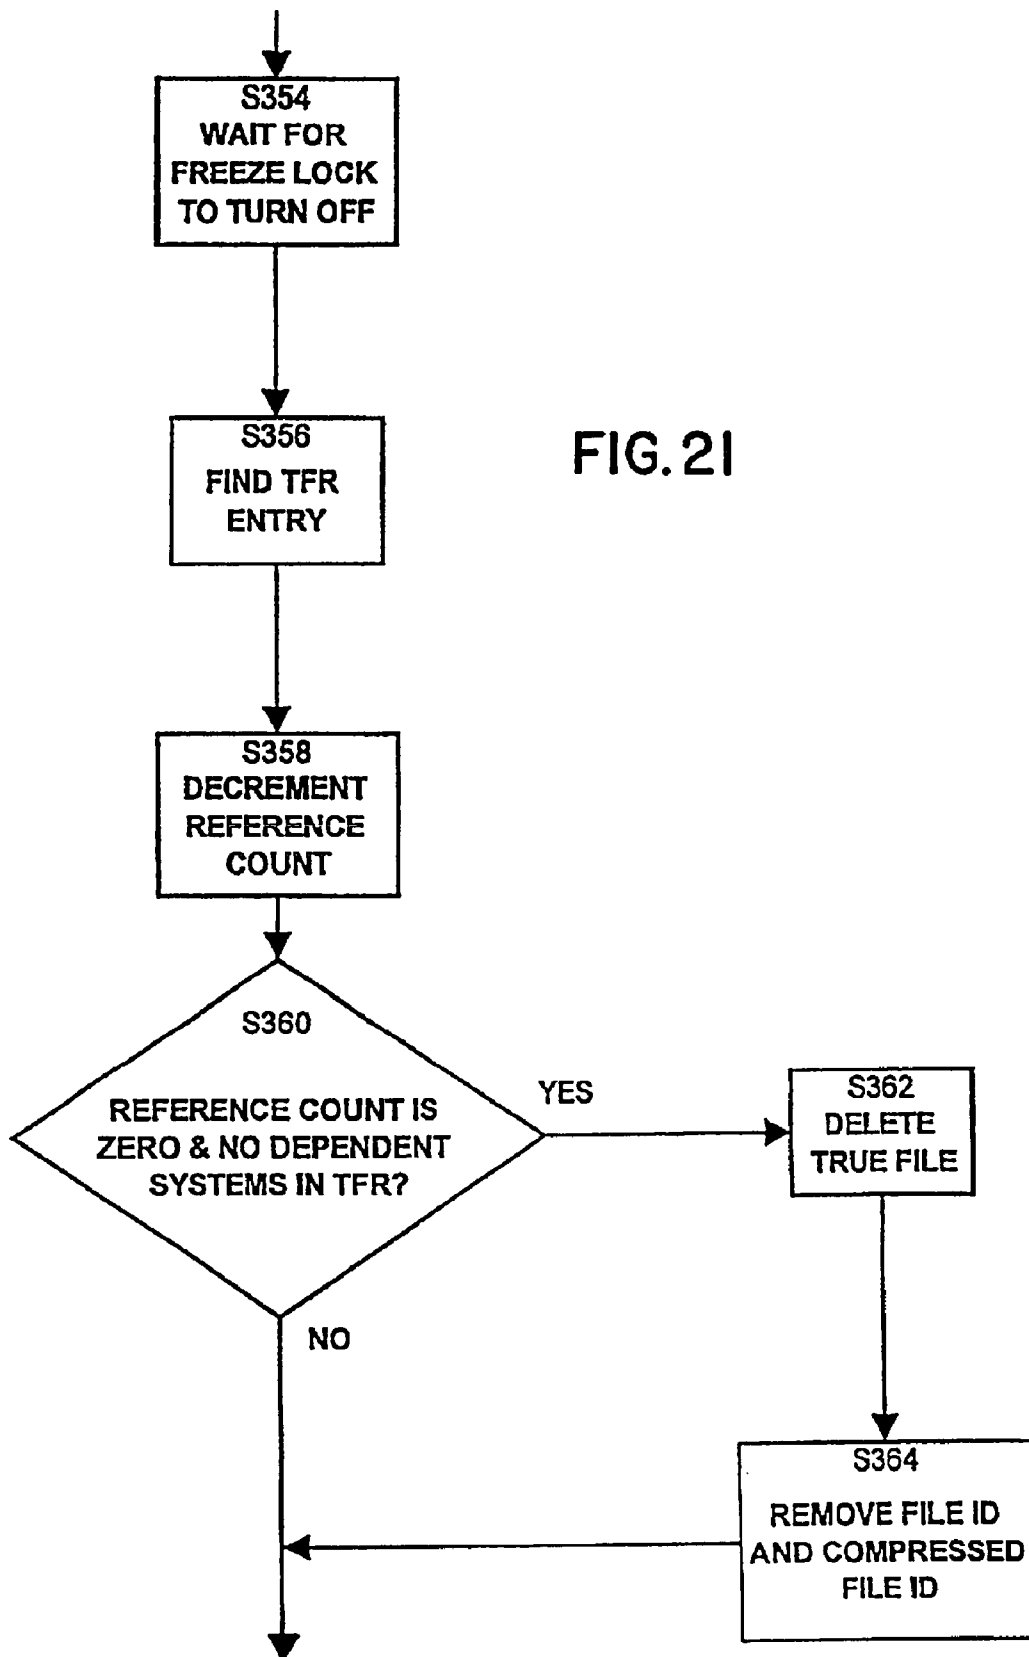 S354
WAIT FOR
FREEZE LOCK
TO TURN OFF
S356
FIND TFR
ENTRY
FIG. 21
S358
DECREMENT
REFERENCE
COUNT
S360
REFERENCE COUNT IS
ZERO & NO DEPENDENT
SYSTEMS IN TFR?
YES
S362
DELETE
TRUE FILE
NO
S364
REMOVE FILE ID
AND COMPRESSED
FILE ID